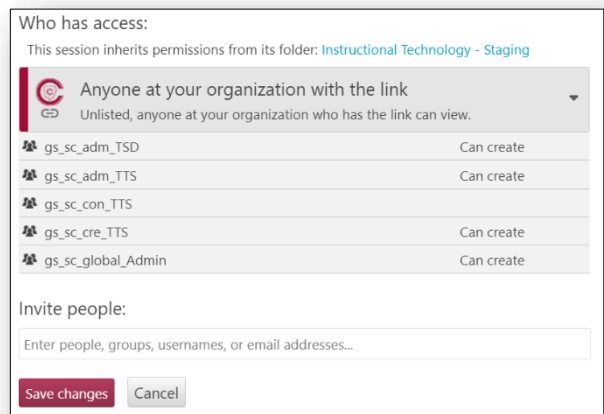 Who has access:
This session inherits permissions from its folder: Instructional Technology - Staging
Anyone at your organization with the link
Unlisted, anyone at your organization who has the link can view.
gs_sc_adm_TSD Can create
gs_sc_adm_TTS Can create
gs_sc_con_TTS
gs_sc_cre_TTS Can create
gs_sc_global_Admin Can create
Invite people:
Enter people, groups, usernames, or email addresses...
Save changes Cancel